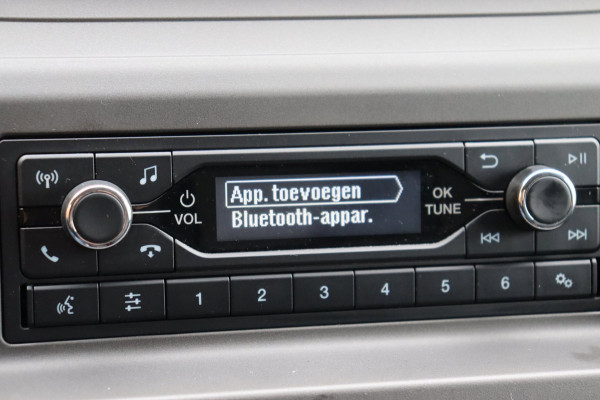 App. toevoegen
Bluetooth-appar.
VOL
OK
TUNE
1 2 3 4 5 6